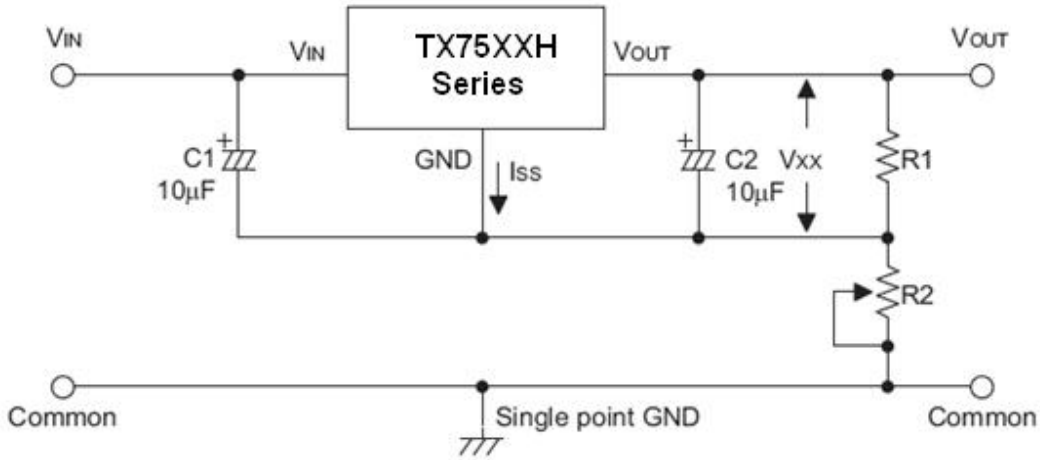 VIN
VIN
TX75XXH
Series
VOUT
VOUT
+
C1
10μF
GND
ISS
+
C2
10μF
VXX
R1
R2
Common
Single point GND
Common